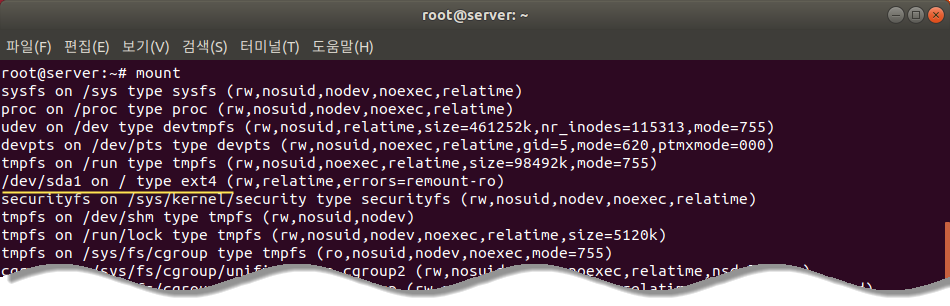 root@server: ~
파일(F) 편집(E) 보기(V) 검색(S) 터미널(T) 도움말(H)
root@server:~# mount
sysfs on /sys type sysfs (rw,nosuid,nodev,noexec,relatime)
proc on /proc type proc (rw,nosuid,nodev,noexec,relatime)
udev on /dev type devtmpfs (rw,nosuid,relatime,size=461252k,nr_inodes=115313,mode=755)
devpts on /dev/pts type devpts (rw,nosuid,noexec,relatime,gid=5,mode=620,ptmxmode=000)
tmpfs on /run type tmpfs (rw,nosuid,noexec,relatime,size=98492k,mode=755)
/dev/sda1 on / type ext4 (rw,relatime,errors=remount-ro)
securityfs on /sys/kernel/security type securityfs (rw,nosuid,nodev,noexec,relatime)
tmpfs on /dev/shm type tmpfs (rw,nosuid,nodev)
tmpfs on /run/lock type tmpfs (rw,nosuid,nodev,noexec,relatime,size=5120k)
tmpfs on /sys/fs/cgroup type tmpfs (ro,nosuid,nodev,noexec,mode=755)
/sys/fs/cgroup/unif cgroup2 (rw,nosuid noexec,relatime